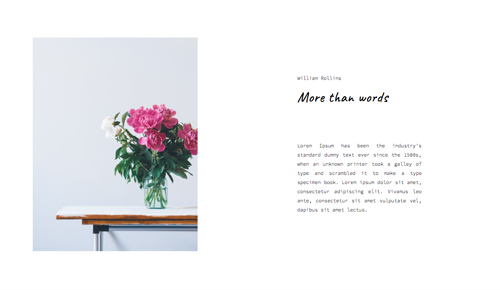 William Rollins
More than words
Lorem Ipsum has been the industry's
standard dummy text ever since the 1500s,
when an unknown printer took a galley of
type and scrambled it to make a type
specimen book. Lorem ipsum dolor sit amet,
consectetur adipiscing elit. Vivamus leo
ante, consectetur sit amet vulputate vel,
dapibus sit amet lectus.